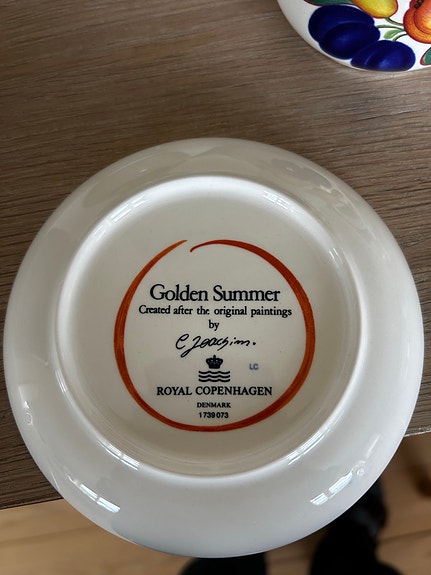 Golden Summer
Created after the original paintings
by
C Joachim.
LC
ROYAL COPENHAGEN
DENMARK
1739073